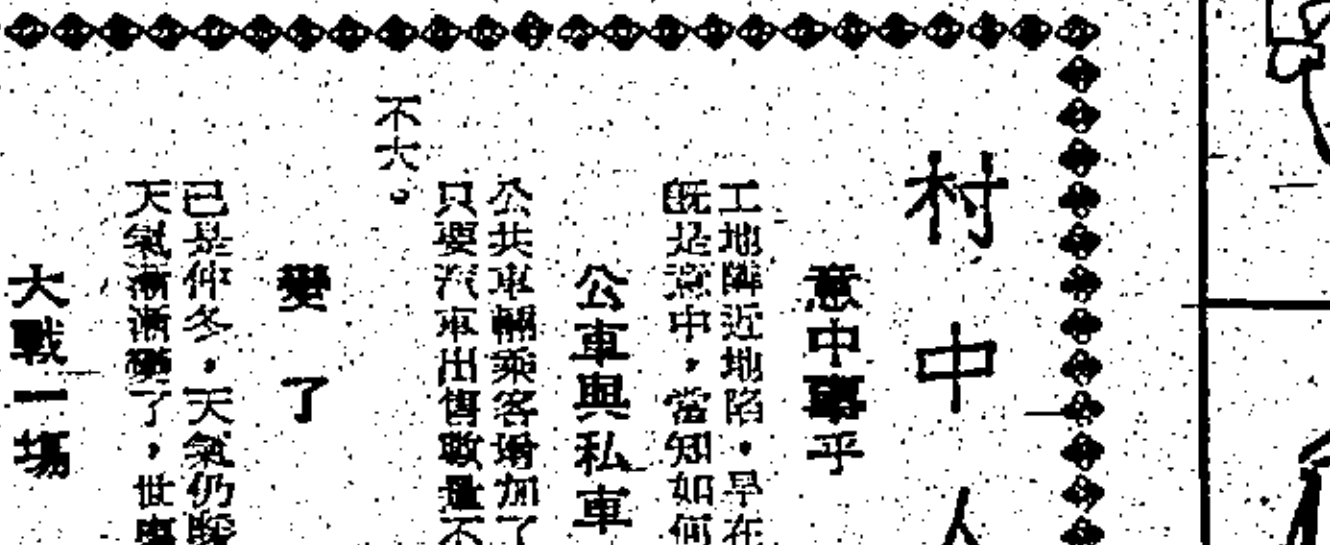 村中人
意中事乎
工地隣近地陷，早在
既是意中，當知如何
公車與私車
公共車輛乘客增加了
只要汽車出售數量不
不大。
變了
已是仲冬，天氣仍暖
天氣漸漸變了，世事
大戰一場